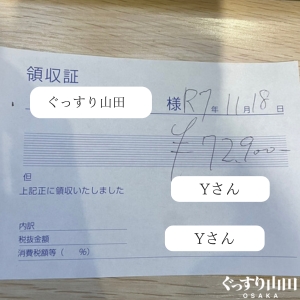 領収証
ぐっすり山田 様 R7年11月18日
¥72,900-
但
上記正に領収いたしました
Yさん
内訳
税抜金額
Yさん
消費税額等( %)
ぐっすり山田
OSAKA